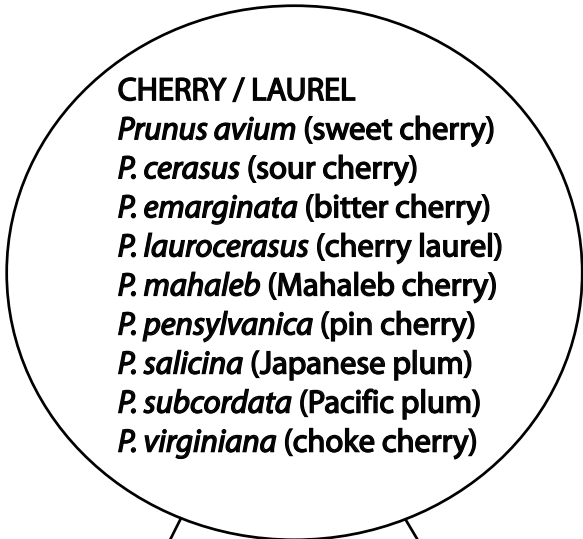 CHERRY / LAUREL
Prunus avium (sweet cherry)
P. cerasus (sour cherry)
P. emarginata (bitter cherry)
P. laurocerasus (cherry laurel)
P. mahaleb (Mahaleb cherry)
P. pensylvanica (pin cherry)
P. salicina (Japanese plum)
P. subcordata (Pacific plum)
P. virginiana (choke cherry)